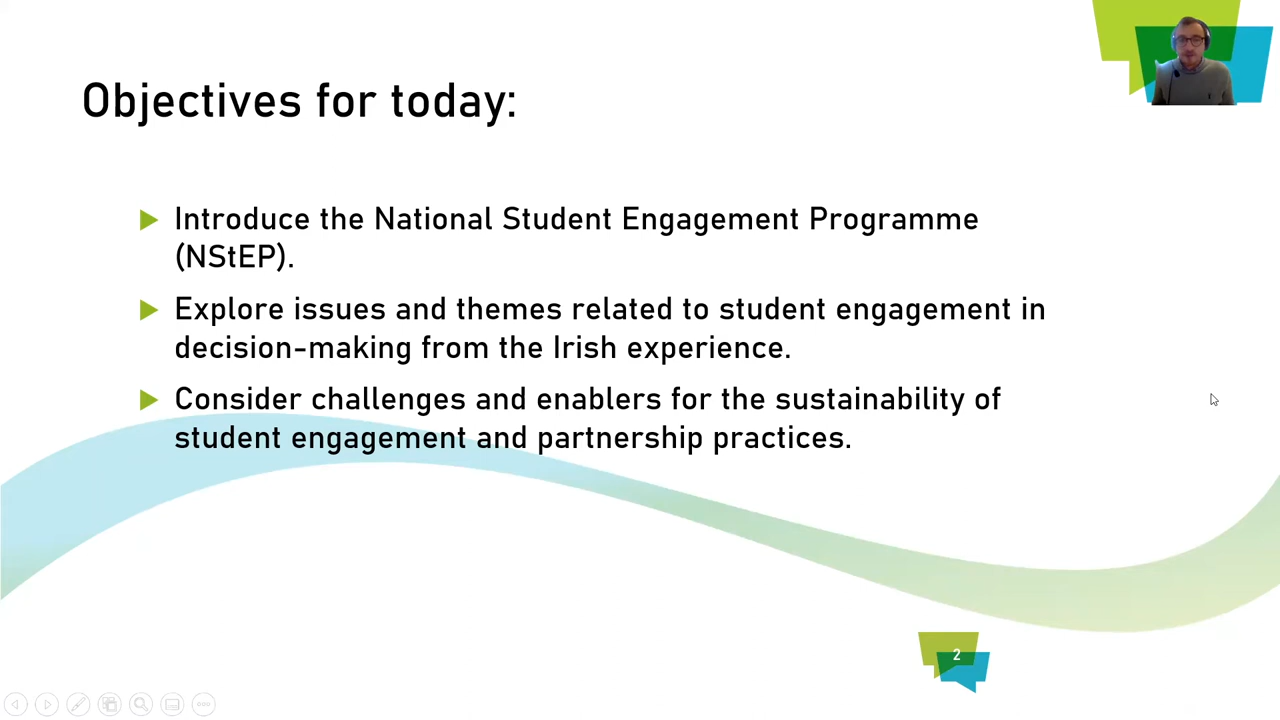 Objectives for today:
Introduce the National Student Engagement Programme
(NStEP).
Explore issues and themes related to student engagement in
decision-making from the Irish experience.
Consider challenges and enablers for the sustainability of
student engagement and partnership practices.
2